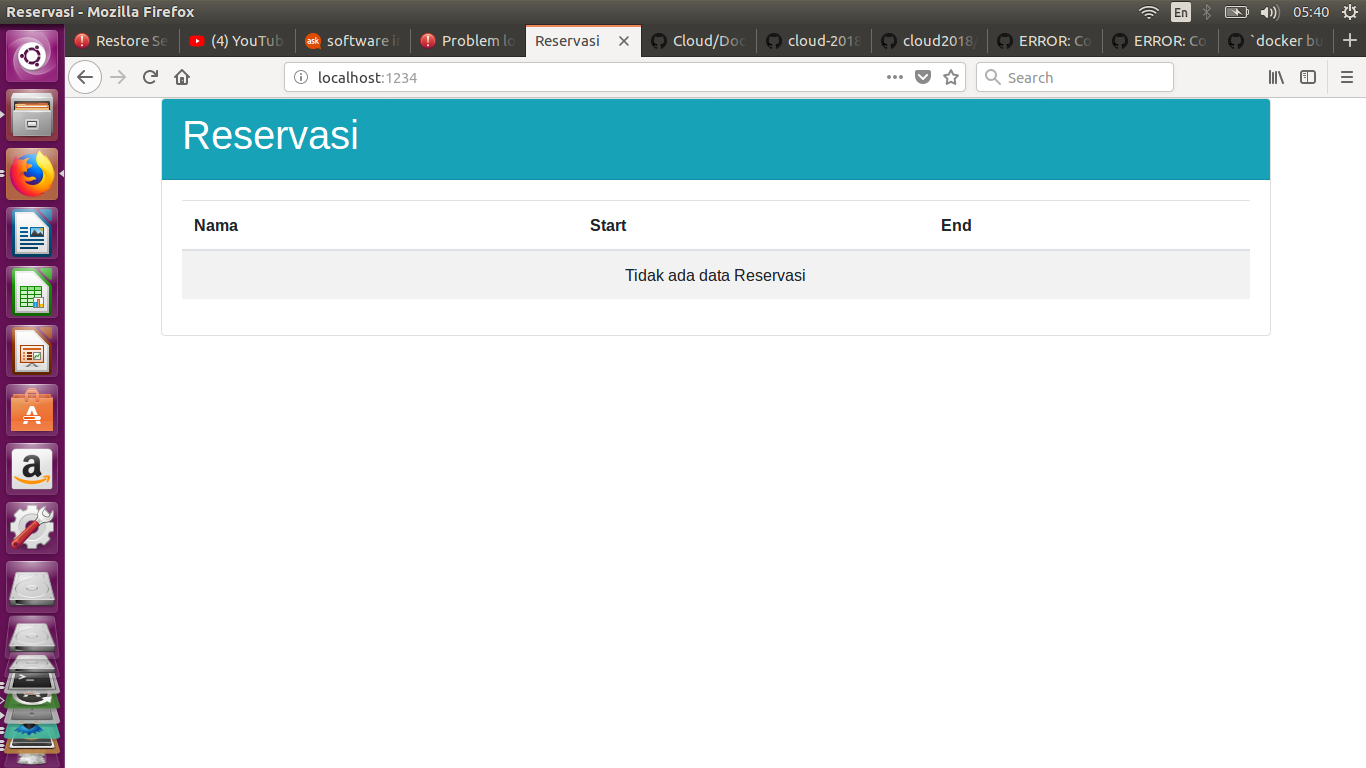 Reservasi - Mozilla Firefox
En
05:40
Restore Se
(4) YouTub
ask
software i
Problem lo
Reservasi
Cloud/Doc
cloud-2018
cloud2018/
ERROR: Co
ERROR: Co
`docker bu
localhost:1234
Search
Reservasi
Nama Start End
Tidak ada data Reservasi